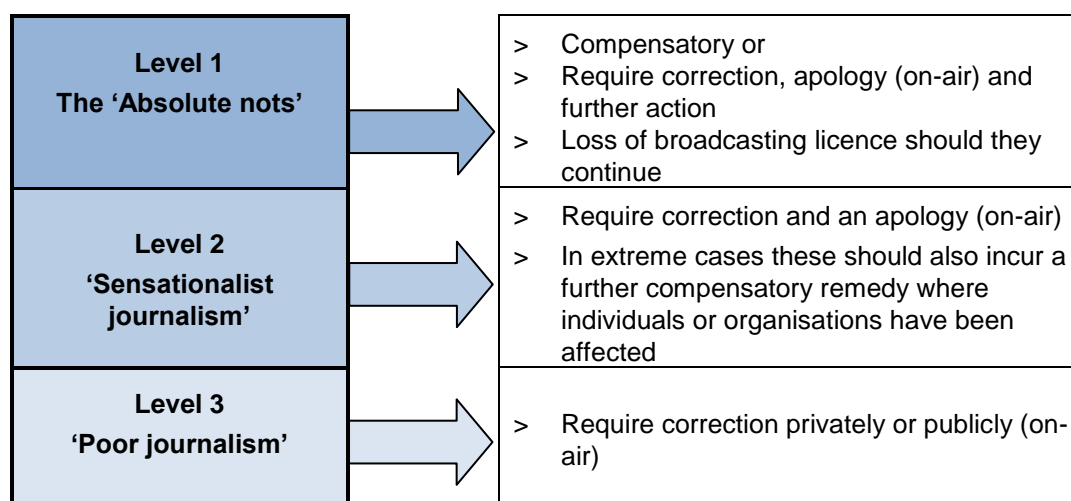 Level 1
The ‘Absolute nots’
> Compensatory or
> Require correction, apology (on-air) and
further action
> Loss of broadcasting licence should they
continue
Level 2
‘Sensationalist
journalism’
> Require correction and an apology (on-air)
> In extreme cases these should also incur a
further compensatory remedy where
individuals or organisations have been
affected
Level 3
‘Poor journalism’
> Require correction privately or publicly (on-
air)